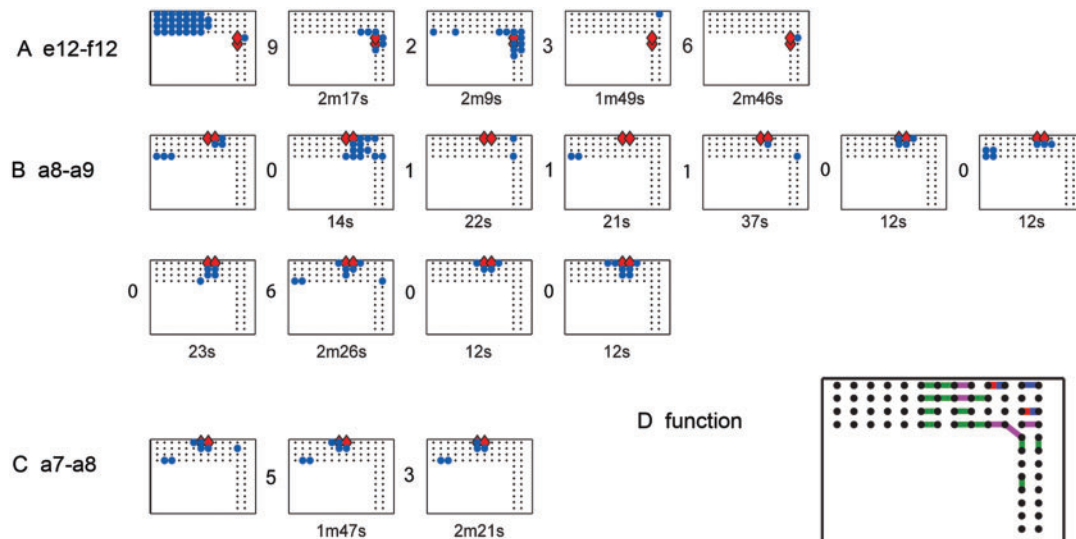 A e12-f12 9 2 3 6
2m17s 2m9s 1m49s 2m46s
B a8-a9 0 1 1 1 0 0
14s 22s 21s 37s 12s 12s
0 6 0 0
23s 2m26s 12s 12s
D function
C a7-a8 5 3
1m47s 2m21s